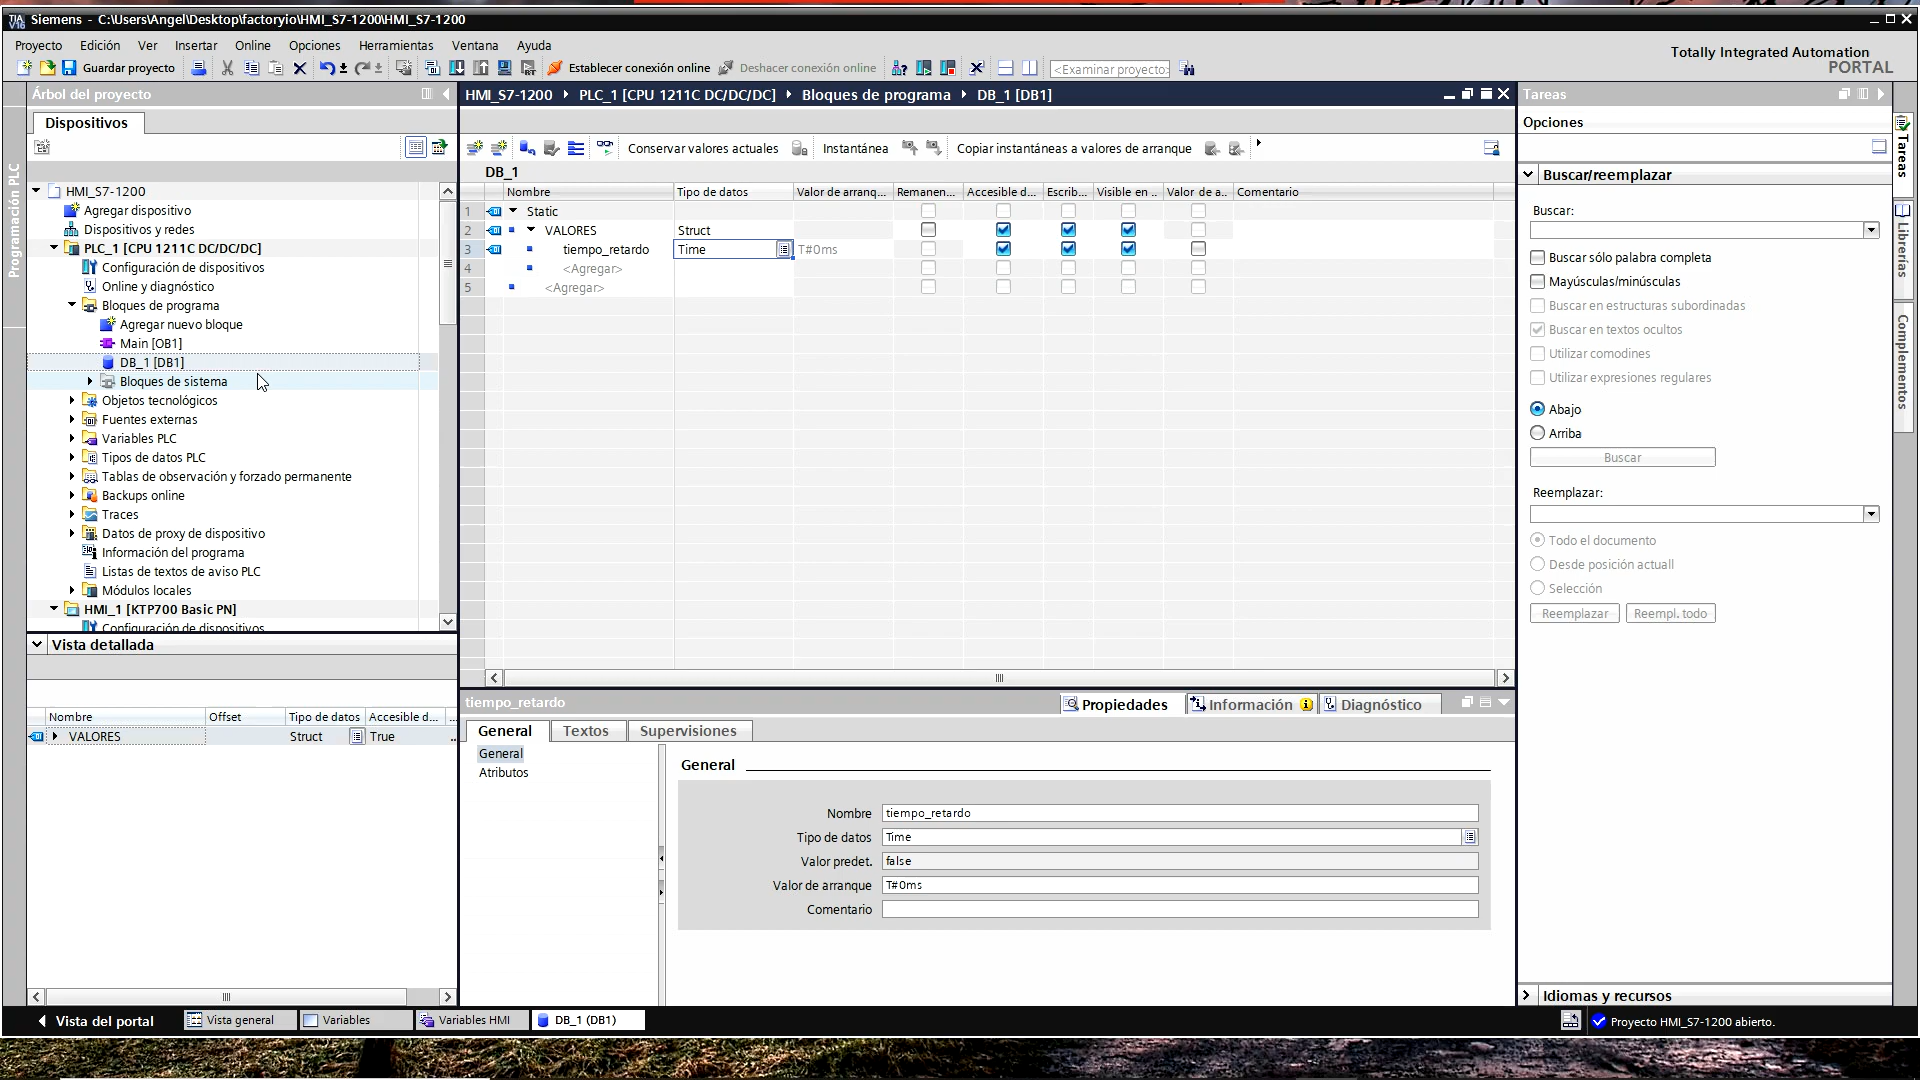 Siemens - C:\Users\Angel\Desktop\factoryio\HMI_S7-1200\HMI_S7-1200
Proyecto Edición Ver Insertar Online Opciones Herramientas Ventana Ayuda
Totally Integrated Automation
PORTAL
Guardar proyecto Establecer conexión online Deshacer conexión online <Examinar proyecto>
Árbol del proyecto
Dispositivos
Programación PLC
HMI_S7-1200
Agregar dispositivo
Dispositivos y redes
PLC_1 [CPU 1211C DC/DC/DC]
Configuración de dispositivos
Online y diagnóstico
Bloques de programa
Agregar nuevo bloque
Main [OB1]
DB_1 [DB1]
Bloques de sistema
Objetos tecnológicos
Fuentes externas
Variables PLC
Tipos de datos PLC
Tablas de observación y forzado permanente
Backups online
Traces
Datos de proxy de dispositivo
Información del programa
Listas de textos de aviso PLC
Módulos locales
HMI_1 [KTP700 Basic PN]
Configuración de dispositivos
Vista detallada
Nombre Offset Tipo de datos Accesible d... ...
VALORES Struct True ...
HMI_S7-1200 PLC_1 [CPU 1211C DC/DC/DC] Bloques de programa DB_1 [DB1]
Conservar valores actuales Instantánea Copiar instantáneas a valores de arranque
DB_1
Nombre Tipo de datos Valor de arranq... Remanen... Accesible d... Escrib... Visible en .. Valor de a.. Comentario
1 Static
2 VALORES Struct
3 tiempo_retardo Time T#0ms
4 <Agregar>
5 <Agregar>
tiempo_retardo Propiedades Información Diagnóstico
General Textos Supervisiones
General
Atributos
General
Nombre tiempo_retardo
Tipo de datos Time
Valor predet. false
Valor de arranque T#0ms
Comentario
Tareas
Opciones
Buscar/reemplazar
Buscar:
Buscar sólo palabra completa
Mayúsculas/minúsculas
Buscar en estructuras subordinadas
Buscar en textos ocultos
Utilizar comodines
Utilizar expresiones regulares
Abajo
Arriba
Buscar
Reemplazar:
Todo el documento
Desde posición actuall
Selección
Reemplazar Reempl. todo
Idiomas y recursos
Tareas
Librerías
Complementos
Vista del portal Vista general Variables Variables HMI DB_1 (DB1) Proyecto HMI_S7-1200 abierto.